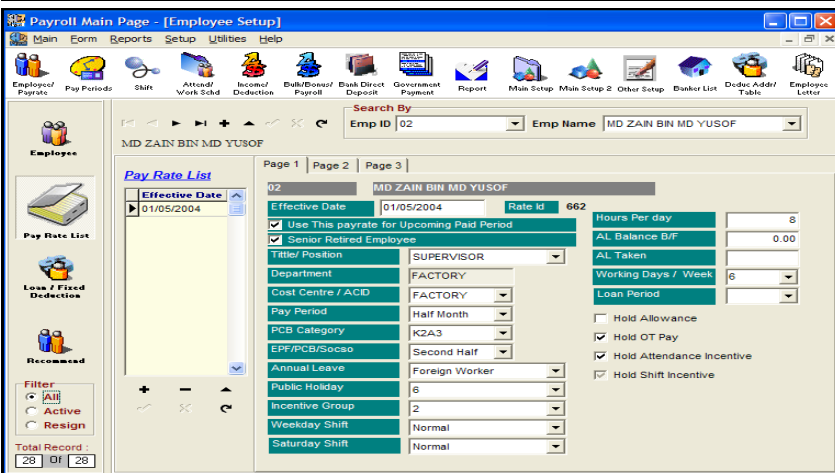 Payroll Main Page - [Employee Setup]
Main Form Reports Setup Utilities Help
Employee/ Payrate
Pay Periods
Shift
Attend/ Work Schd
Income/ Deduction
Bulk/Bonus/ Payroll
Bank Direct Deposit
Government Payment
Report
Main Setup
Main Setup 2
Other Setup
Banker List
Deduc Addr/ Table
Employee Letter
Employee
Pay Rate List
Loan / Fixed Deduction
Recommend
Filter
All
Active
Resign
Total Record :
28 Of 28
Search By
Emp ID 02 Emp Name MD ZAIN BIN MD YUSOF
MD ZAIN BIN MD YUSOF
Pay Rate List
Effective Date
01/05/2004
Page 1 Page 2 Page 3
02 MD ZAIN BIN MD YUSOF
Effective Date 01/05/2004 Rate Id 662
Use This payrate for Upcoming Paid Period
Senior Retired Employee
Tittle/ Position SUPERVISOR
Department FACTORY
Cost Centre / ACID FACTORY
Pay Period Half Month
PCB Category K2A3
EPF/PCB/Socso Second Half
Annual Leave Foreign Worker
Public Holiday 6
Incentive Group 2
Weekday Shift Normal
Saturday Shift Normal
Hours Per day 8
AL Balance B/F 0.00
AL Taken
Working Days / Week 6
Loan Period
Hold Allowance
Hold OT Pay
Hold Attendance Incentive
Hold Shift Incentive